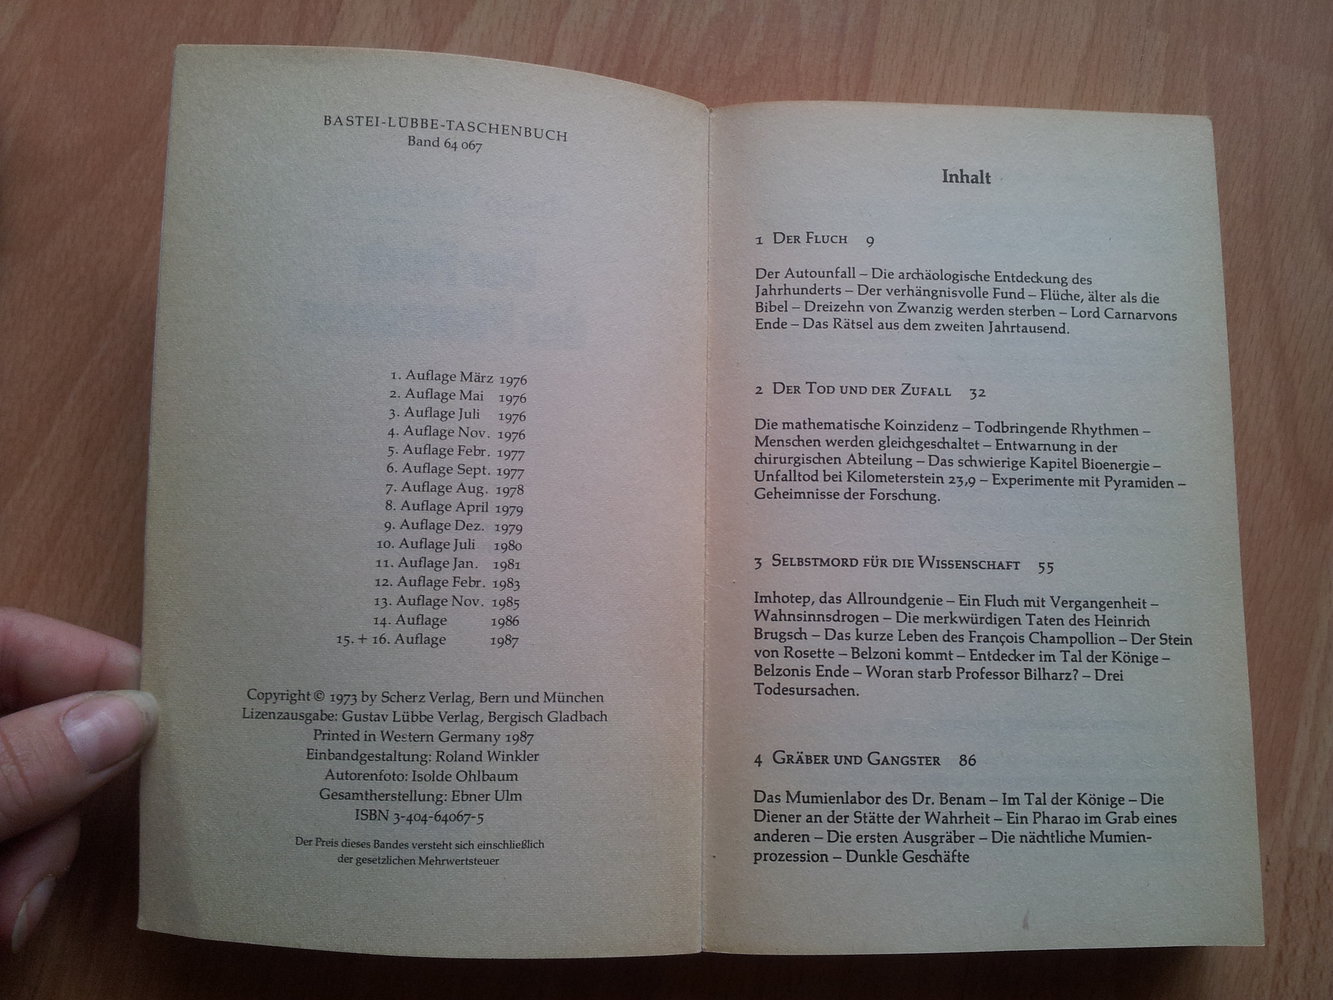 BASTEI-LÜBBE-TASCHENBUCH
Band 64 067
1. Auflage März 1976
2. Auflage Mai 1976
3. Auflage Juli 1976
4. Auflage Nov. 1976
5. Auflage Febr. 1977
6. Auflage Sept. 1977
7. Auflage Aug. 1978
8. Auflage April 1979
9. Auflage Dez. 1979
10. Auflage Juli 1980
11. Auflage Jan. 1981
12. Auflage Febr. 1983
13. Auflage Nov. 1985
14. Auflage 1986
15. + 16. Auflage 1987
Copyright © 1973 by Scherz Verlag, Bern und München
Lizenzausgabe: Gustav Lübbe Verlag, Bergisch Gladbach
Printed in Western Germany 1987
Einbandgestaltung: Roland Winkler
Autorenfoto: Isolde Ohlbaum
Gesamtherstellung: Ebner Ulm
ISBN 3-404-64067-5
Der Preis dieses Bandes versteht sich einschließlich
der gesetzlichen Mehrwertsteuer
Inhalt
1 DER FLUCH 9
Der Autounfall – Die archäologische Entdeckung des
Jahrhunderts – Der verhängnisvolle Fund – Flüche, älter als die
Bibel – Dreizehn von Zwanzig werden sterben – Lord Carnarvons
Ende – Das Rätsel aus dem zweiten Jahrtausend.
2 DER TOD UND DER ZUFALL 32
Die mathematische Koinzidenz – Todbringende Rhythmen –
Menschen werden gleichgeschaltet – Entwarnung in der
chirurgischen Abteilung – Das schwierige Kapitel Bioenergie –
Unfalltod bei Kilometerstein 23,9 – Experimente mit Pyramiden –
Geheimnisse der Forschung.
3 SELBSTMORD FÜR DIE WISSENSCHAFT 55
Imhotep, das Allroundgenie – Ein Fluch mit Vergangenheit –
Wahnsinnsdrogen – Die merkwürdigen Taten des Heinrich
Brugsch – Das kurze Leben des François Champollion – Der Stein
von Rosette – Belzoni kommt – Entdecker im Tal der Könige –
Belzonis Ende – Woran starb Professor Bilharz? – Drei
Todesursachen.
4 GRÄBER UND GANGSTER 86
Das Mumienlabor des Dr. Benam – Im Tal der Könige – Die
Diener an der Stätte der Wahrheit – Ein Pharao im Grab eines
anderen – Die ersten Ausgräber – Die nächtliche Mumien-
prozession – Dunkle Geschäfte